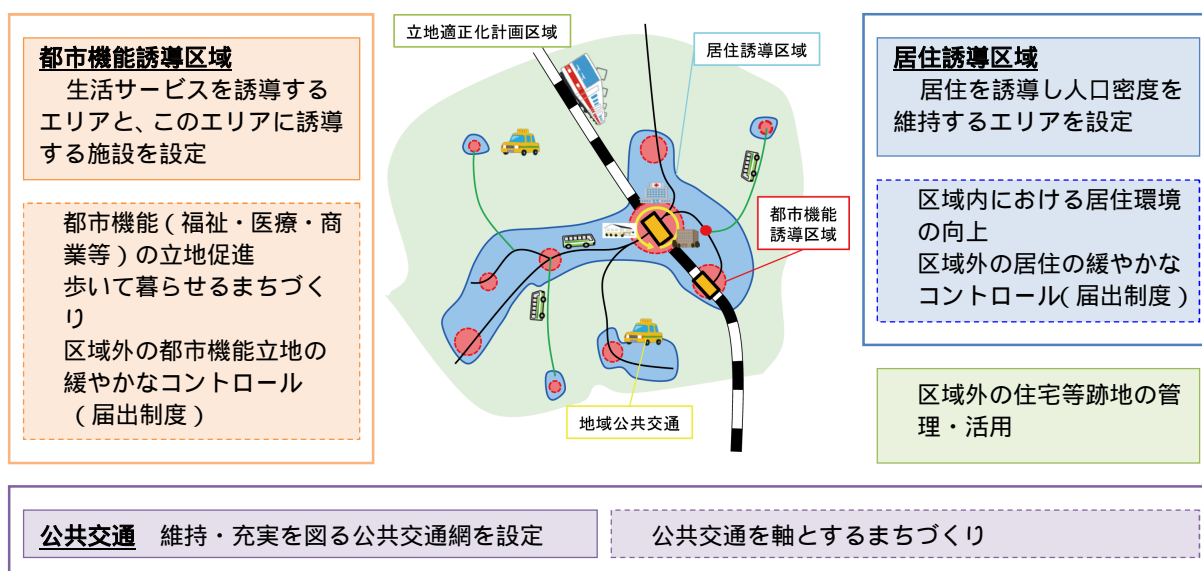 都市機能誘導区域
生活サービスを誘導する
エリアと、このエリアに誘導
する施設を設定
都市機能(福祉・医療・商
業等)の立地促進
歩いて暮らせるまちづく
り
区域外の都市機能立地の
緩やかなコントロール
(届出制度)
立地適正化計画区域
居住誘導区域
都市機能
誘導区域
地域公共交通
居住誘導区域
居住を誘導し人口密度を
維持するエリアを設定
区域内における居住環境
の向上
区域外の居住の緩やかな
コントロール(届出制度)
区域外の住宅等跡地の管
理・活用
公共交通 維持・充実を図る公共交通網を設定
公共交通を軸とするまちづくり